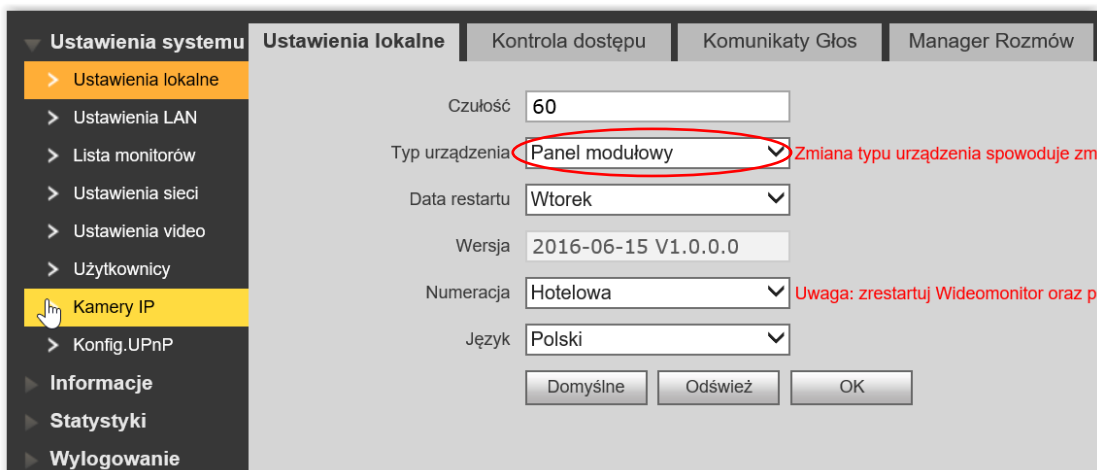 Ustawienia systemu
Ustawienia lokalne
Ustawienia LAN
Lista monitorów
Ustawienia sieci
Ustawienia video
Użytkownicy
Kamery IP
Konfig.UPnP
Informacje
Statystyki
Wylogowanie
Ustawienia lokalne Kontrola dostępu Komunikaty Głos Manager Rozmów
Czułość 60
Typ urządzenia Panel modułowy Zmiana typu urządzenia spowoduje zm
Data restartu Wtorek
Wersja 2016-06-15 V1.0.0.0
Numeracja Hotelowa Uwaga: zrestartuj Wideomonitor oraz p
Język Polski
Domyślne Odśwież OK